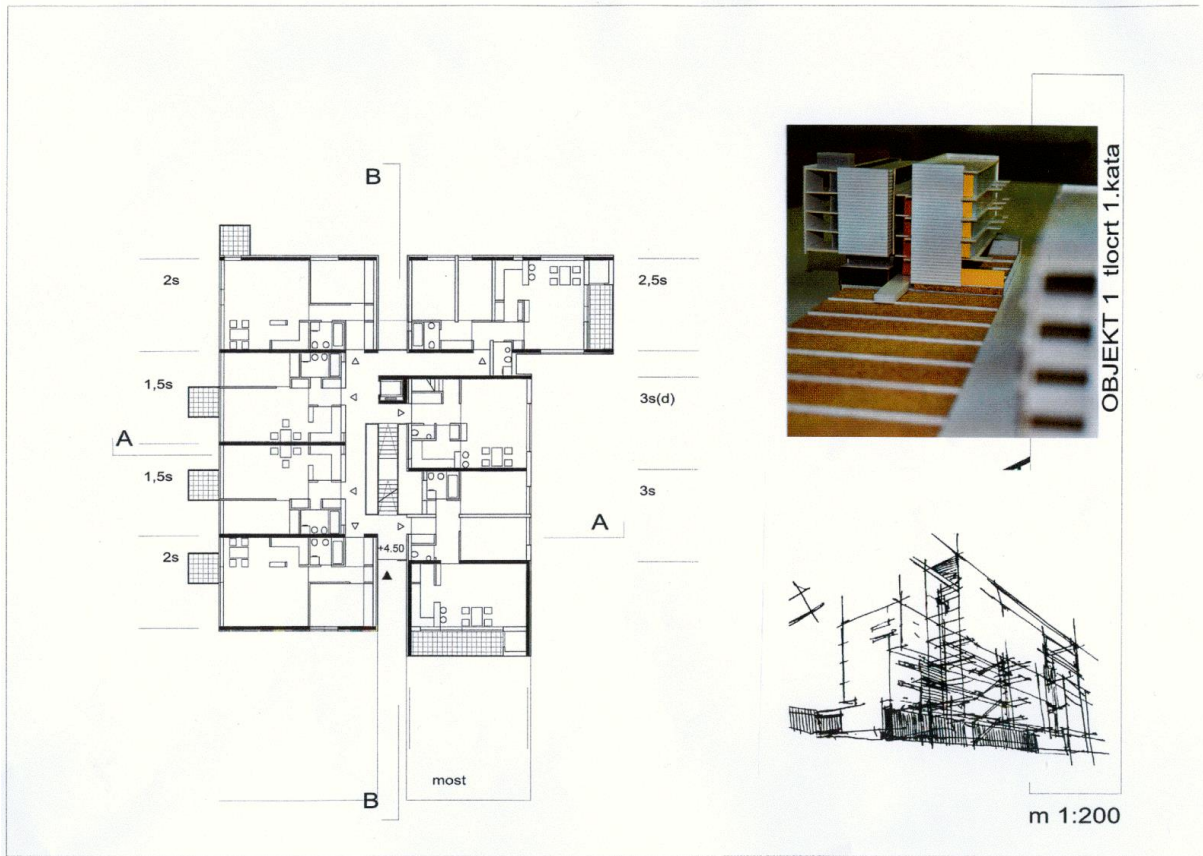 B
2s
2,5s
1,5s
3s(d)
A
1,5s
3s
A
2s
+4.50
most
B
OBJEKT 1 tlocrt 1.kata
m 1:200